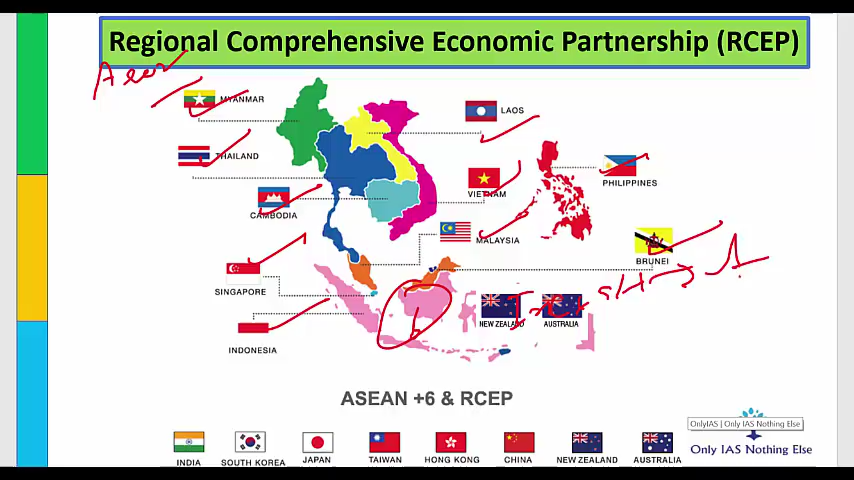 Regional Comprehensive Economic Partnership (RCEP)
MYANMAR
LAOS
THAILAND
PHILIPPINES
VIETNAM
CAMBODIA
MALAYSIA
BRUNEI
SINGAPORE
NEW ZEALAND
AUSTRALIA
INDONESIA
ASEAN +6 & RCEP
OnlyIAS | Only IAS Nothing Else
Only IAS Nothing Else
INDIA
SOUTH KOREA
JAPAN
TAIWAN
HONG KONG
CHINA
NEW ZEALAND
AUSTRALIA